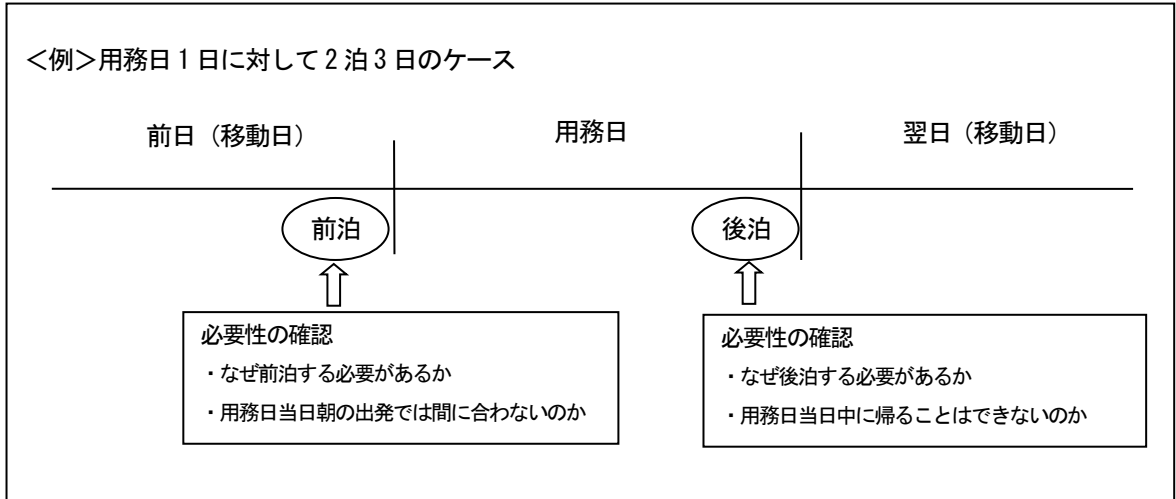 ＜例＞用務日１日に対して２泊３日のケース
前日（移動日）
用務日
翌日（移動日）
前泊
後泊
必要性の確認
・なぜ前泊する必要があるか
・用務日当日朝の出発では間に合わないのか
必要性の確認
・なぜ後泊する必要があるか
・用務日当日中に帰ることはできないのか